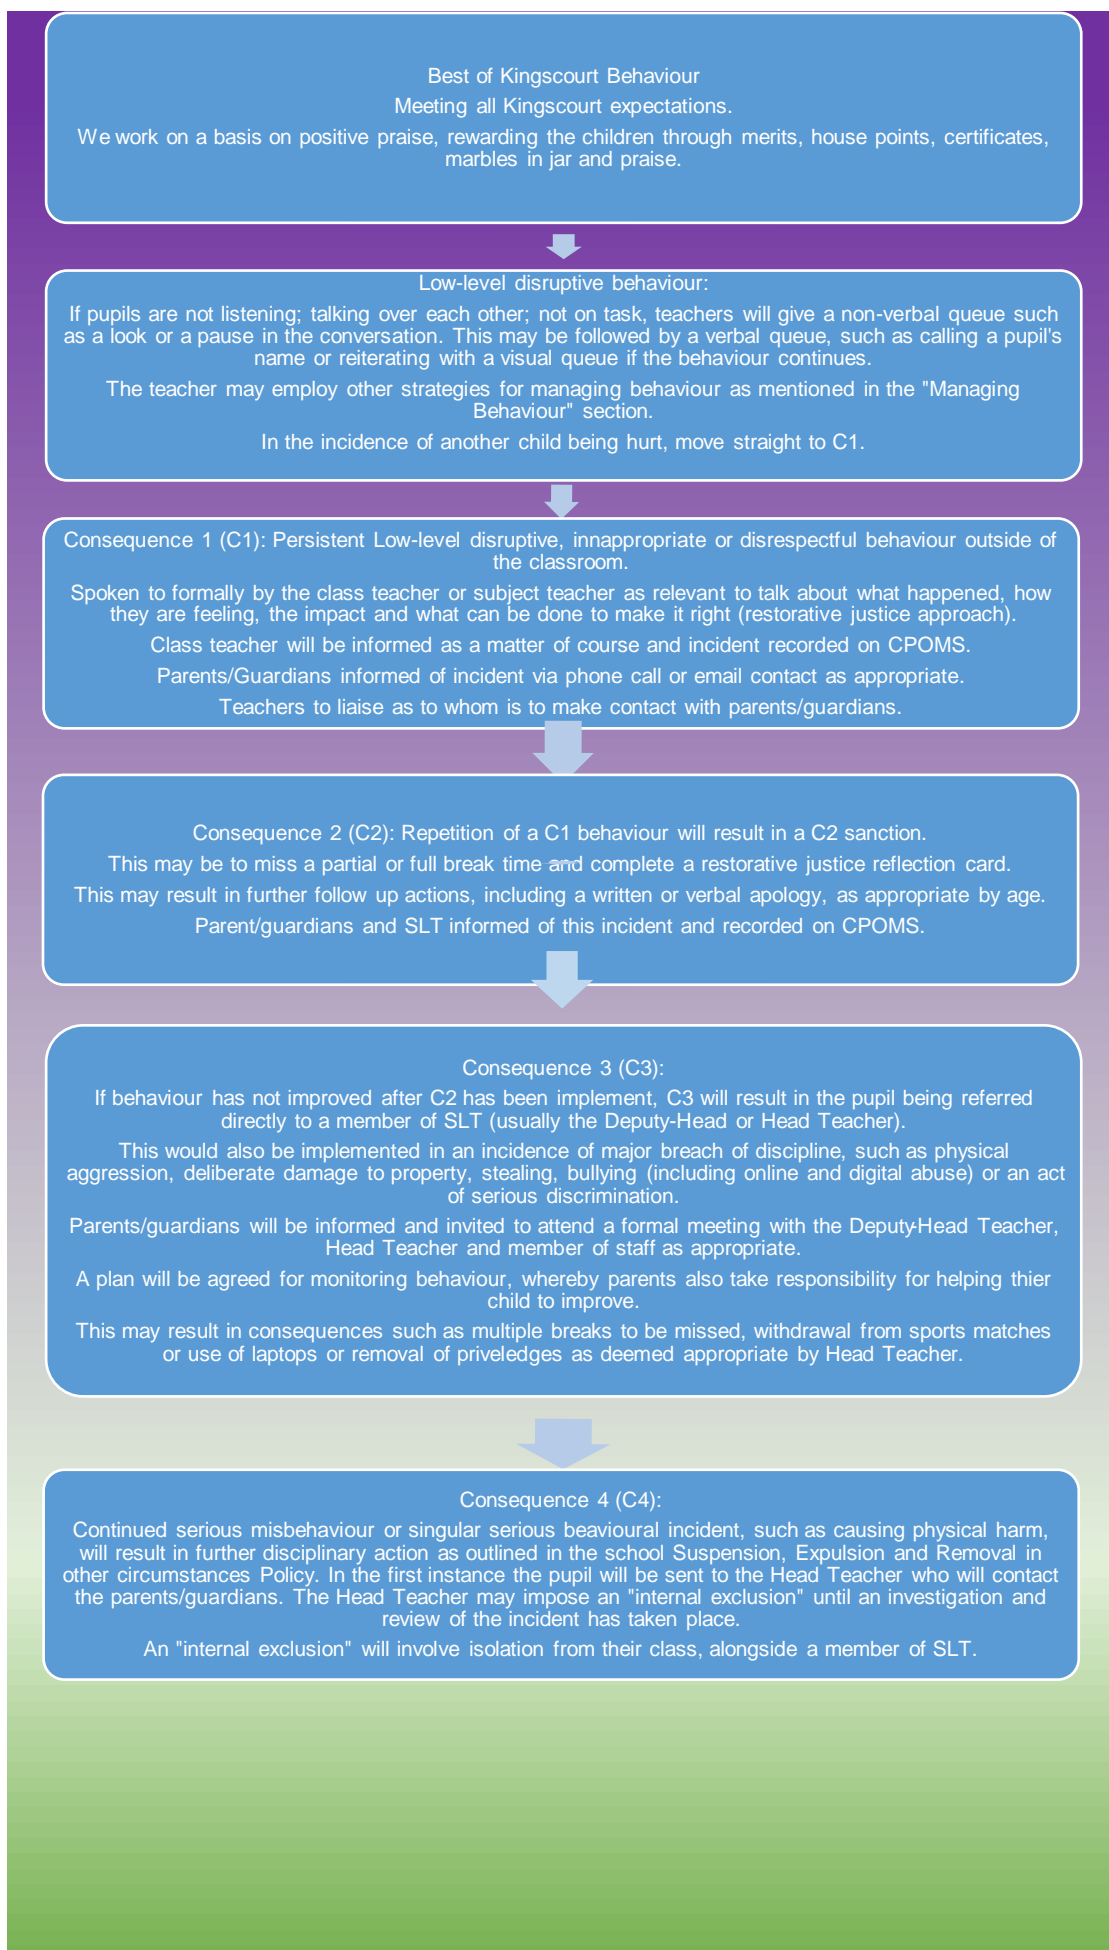 Best of Kingscourt Behaviour
Meeting all Kingscourt expectations.
We work on a basis on positive praise, rewarding the children through merits, house points, certificates,
marbles in jar and praise.
Low-level disruptive behaviour:
If pupils are not listening; talking over each other; not on task, teachers will give a non-verbal queue such
as a look or a pause in the conversation. This may be followed by a verbal queue, such as calling a pupil's
name or reiterating with a visual queue if the behaviour continues.
The teacher may employ other strategies for managing behaviour as mentioned in the "Managing
Behaviour" section.
In the incidence of another child being hurt, move straight to C1.
Consequence 1 (C1): Persistent Low-level disruptive, innappropriate or disrespectful behaviour outside of
the classroom.
Spoken to formally by the class teacher or subject teacher as relevant to talk about what happened, how
they are feeling, the impact and what can be done to make it right (restorative justice approach).
Class teacher will be informed as a matter of course and incident recorded on CPOMS.
Parents/Guardians informed of incident via phone call or email contact as appropriate.
Teachers to liaise as to whom is to make contact with parents/guardians.
Consequence 2 (C2): Repetition of a C1 behaviour will result in a C2 sanction.
This may be to miss a partial or full break time and complete a restorative justice reflection card.
This may result in further follow up actions, including a written or verbal apology, as appropriate by age.
Parent/guardians and SLT informed of this incident and recorded on CPOMS.
Consequence 3 (C3):
If behaviour has not improved after C2 has been implement, C3 will result in the pupil being referred
directly to a member of SLT (usually the Deputy-Head or Head Teacher).
This would also be implemented in an incidence of major breach of discipline, such as physical
aggression, deliberate damage to property, stealing, bullying (including online and digital abuse) or an act
of serious discrimination.
Parents/guardians will be informed and invited to attend a formal meeting with the Deputy-Head Teacher,
Head Teacher and member of staff as appropriate.
A plan will be agreed for monitoring behaviour, whereby parents also take responsibility for helping thier
child to improve.
This may result in consequences such as multiple breaks to be missed, withdrawal from sports matches
or use of laptops or removal of priveledges as deemed appropriate by Head Teacher.
Consequence 4 (C4):
Continued serious misbehaviour or singular serious beavioural incident, such as causing physical harm,
will result in further disciplinary action as outlined in the school Suspension, Expulsion and Removal in
other circumstances Policy. In the first instance the pupil will be sent to the Head Teacher who will contact
the parents/guardians. The Head Teacher may impose an "internal exclusion" until an investigation and
review of the incident has taken place.
An "internal exclusion" will involve isolation from their class, alongside a member of SLT.